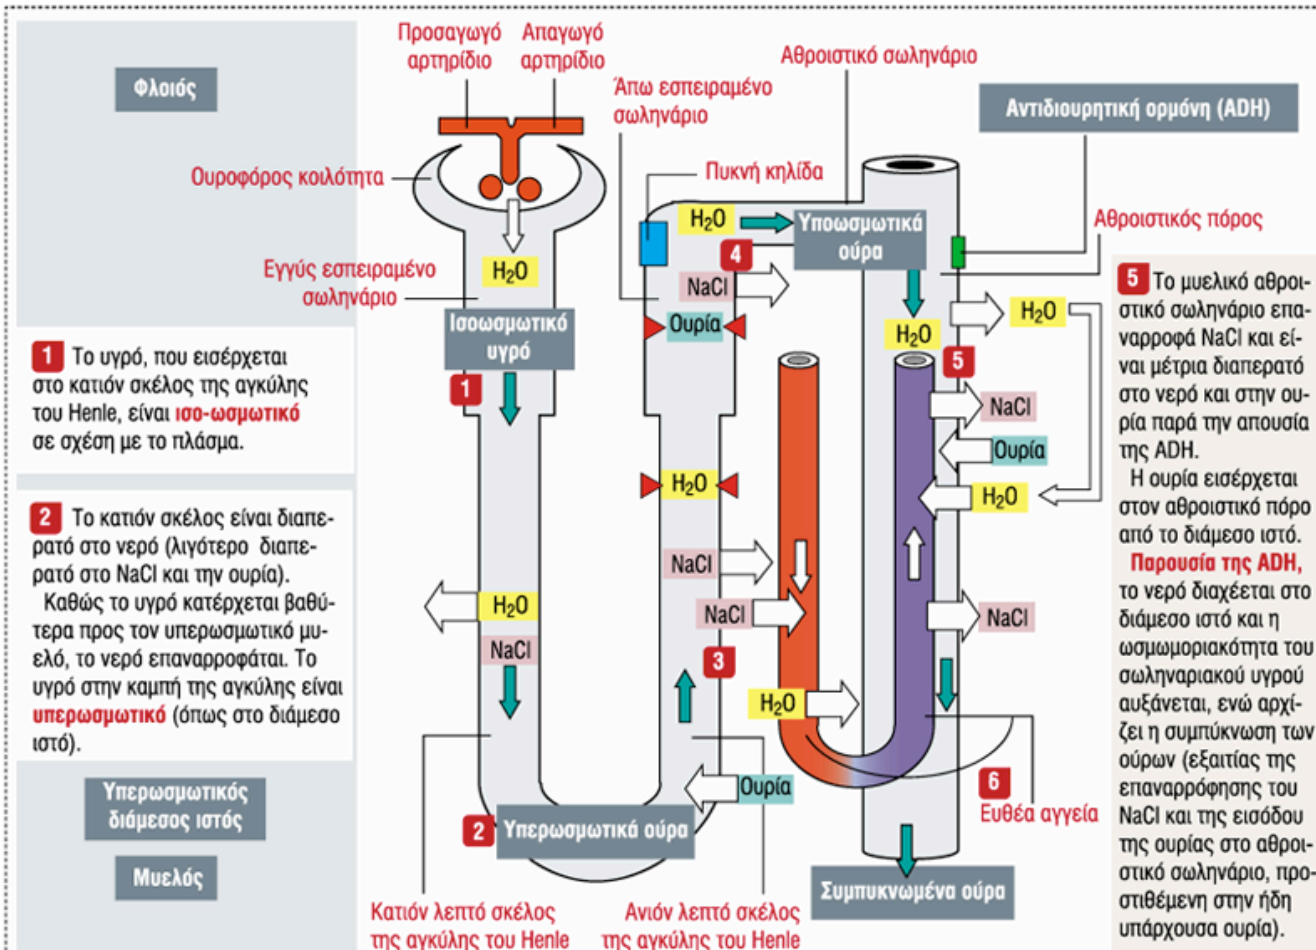 Φλοιός
Προσαγωγό
αρτηρίδιο
Απαγωγό
αρτηρίδιο
Ουροφόρος κοιλότητα
H₂O
Εγγύς εσπειραμένο
σωληνάριο
Ισοωσμωτικό
υγρό
1
1 Το υγρό, που εισέρχεται
στο κατιόν σκέλος της αγκύλης
του Henle, είναι ισο-ωσμωτικό
σε σχέση με το πλάσμα.
2 Το κατιόν σκέλος είναι διαπε-
ρατό στο νερό (λιγότερο διαπε-
ρατό στο NaCl και την ουρία).
Καθώς το υγρό κατέρχεται βαθύ-
τερα προς τον υπερωσμωτικό μυ-
ελό, το νερό επαναρροφάται. Το
υγρό στην καμπή της αγκύλης είναι
υπερωσμωτικό (όπως στο διάμεσο
ιστό).
Υπερωσμωτικός
διάμεσος ιστός
Μυελός
H₂O
NaCl
2 Υπερωσμωτικά ούρα
Κατιόν λεπτό σκέλος
της αγκύλης του Henle
Ανιόν λεπτό σκέλος
της αγκύλης του Henle
Άπω εσπειραμένο
σωληνάριο
Αθροιστικό σωληνάριο
Πυκνή κηλίδα
H₂O
Υποωσμωτικά
ούρα
4
NaCl
Ουρία
H₂O
NaCl
NaCl
3
H₂O
Ουρία
Αντιδιουρητική ορμόνη (ADH)
Αθροιστικός πόρος
H₂O
H₂O
5
NaCl
Ουρία
H₂O
NaCl
6
Ευθέα αγγεία
Συμπυκνωμένα ούρα
5 Το μυελικό αθροι-
στικό σωληνάριο επα-
ναρροφά NaCl και εί-
ναι μέτρια διαπερατό
στο νερό και στην ου-
ρία παρά την απουσία
της ADH.
Η ουρία εισέρχεται
στον αθροιστικό πόρο
από το διάμεσο ιστό.
Παρουσία της ADH,
το νερό διαχέεται στο
διάμεσο ιστό και η
ωσμωμοριακότητα του
σωληναριακού υγρού
αυξάνεται, ενώ αρχί-
ζει η συμπύκνωση των
ούρων (εξαιτίας της
επαναρρόφησης του
NaCl και της εισόδου
της ουρίας στο αθροι-
στικό σωληνάριο, προ-
στιθέμενη στην ήδη
υπάρχουσα ουρία).